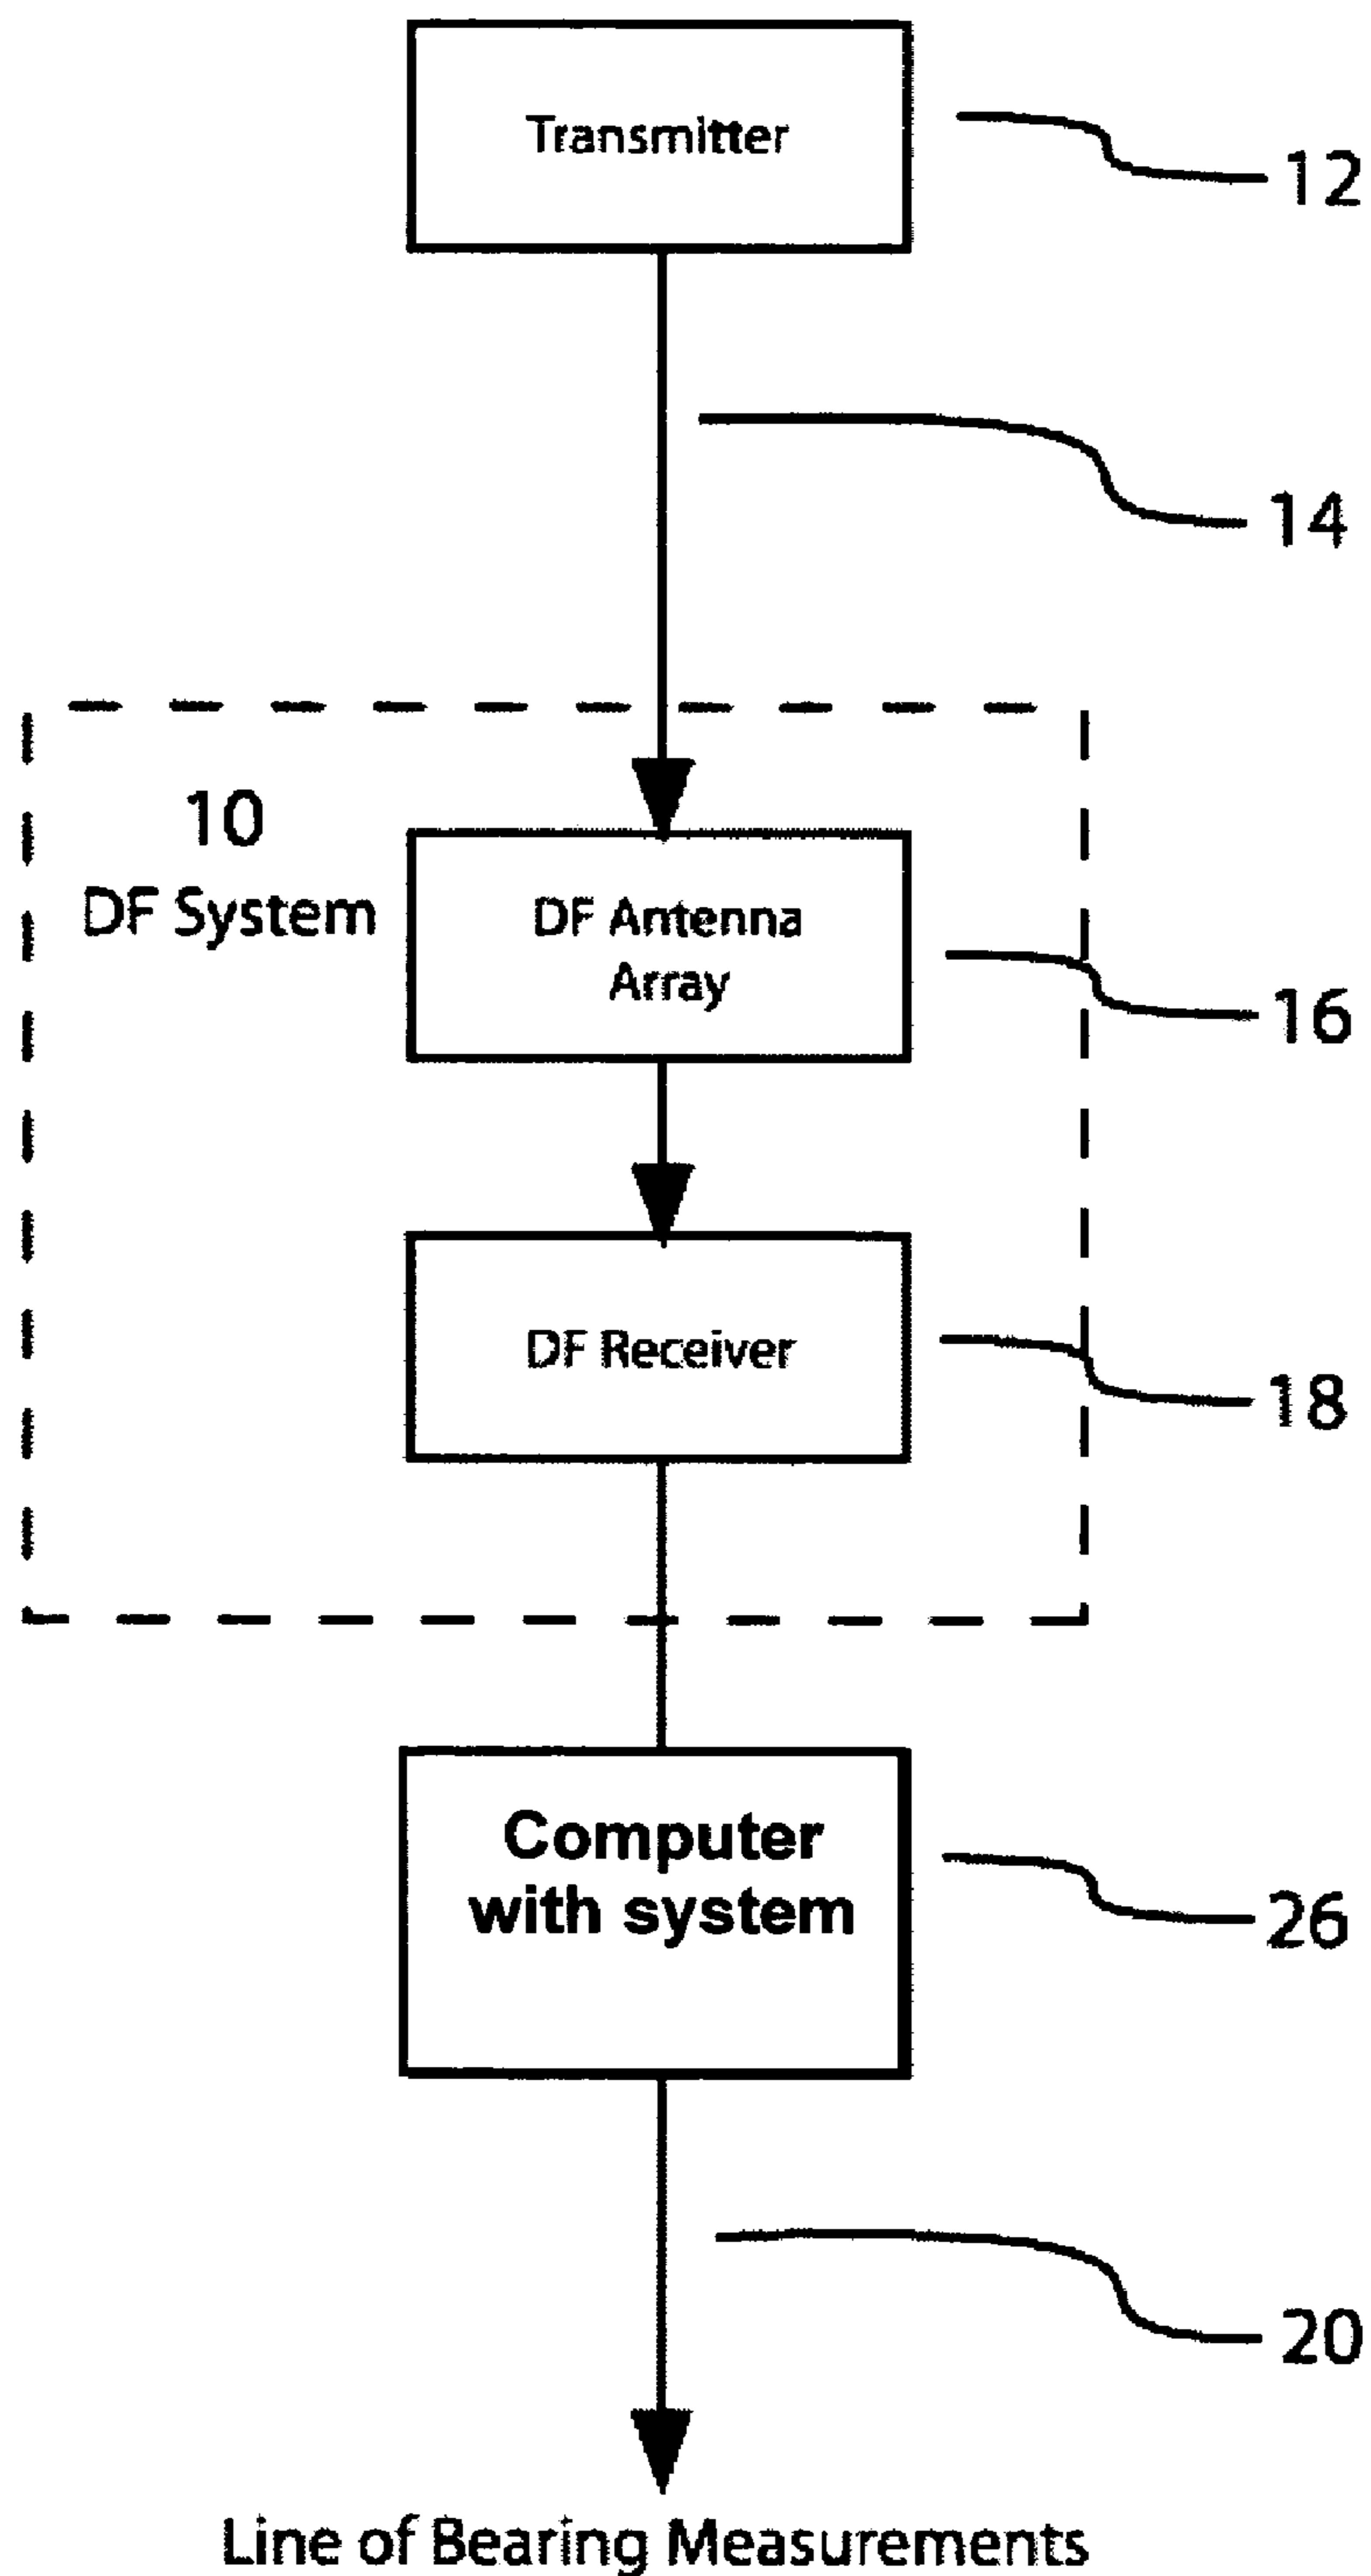 Transmitter
12
14
10
DF System
DF Antenna
Array
16
DF Receiver
18
Computer
with system
26
20
Line of Bearing Measurements